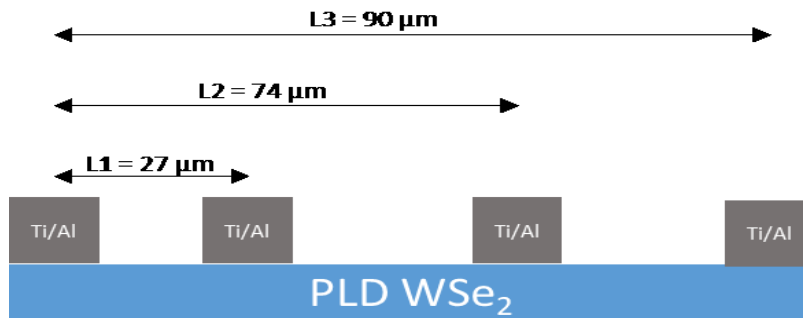 L3 = 90 µm
L2 = 74 µm
L1 = 27 µm
Ti/Al Ti/Al Ti/Al Ti/Al
PLD WSe₂